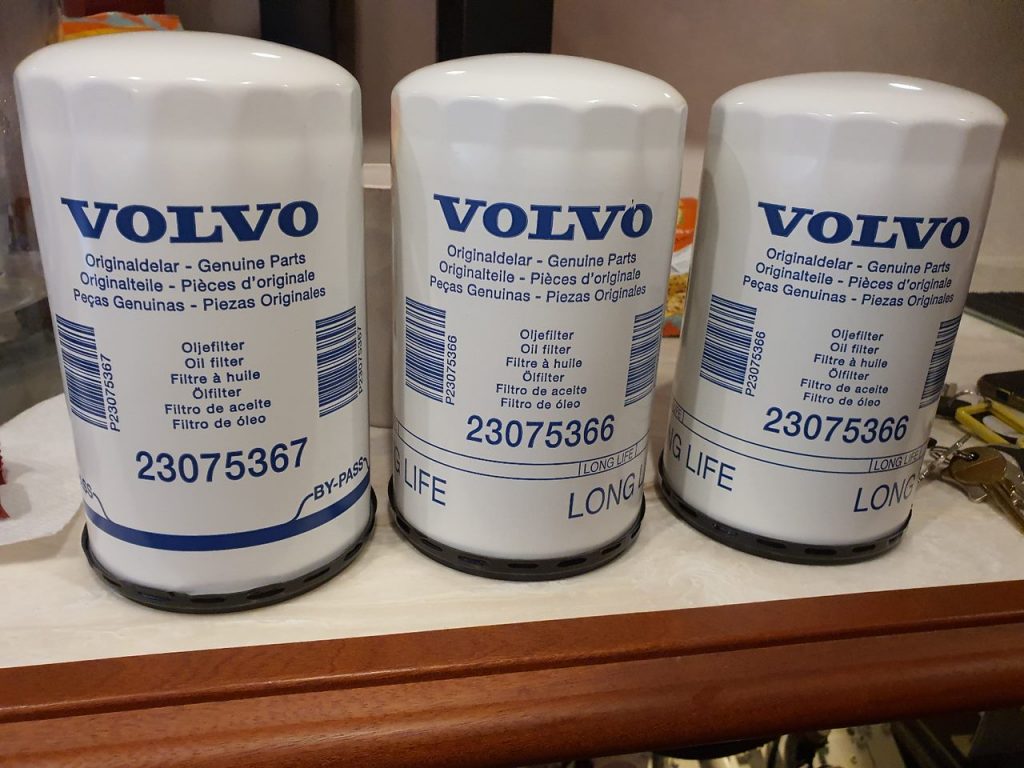 VOLVO
Originaldelar - Genuine Parts
Originalteile - Pièces d'originale
Peças Genuinas - Piezas Originales
Oljefilter
Oil filter
Filtre à huile
Ölfilter
Filtro de aceite
Filtro de óleo
P23075367
P23075367
23075367
BY-PASS
VOLVO
Originaldelar - Genuine Parts
Originalteile - Pièces d'originale
Peças Genuinas - Piezas Originales
Oljefilter
Oil filter
Filtre à huile
Ölfilter
Filtro de aceite
Filtro de óleo
P23075366
23075366
LONG LIFE
LIFE
LONG
VOLVO
Originaldelar - Genuine Parts
Originalteile - Pièces d'originale
Peças Genuinas - Piezas Originales
Oljefilter
Oil filter
Filtre à huile
Ölfilter
Filtro de aceite
Filtro de óleo
P23075366
23075366
LONG LIFE
LIFE
LONG